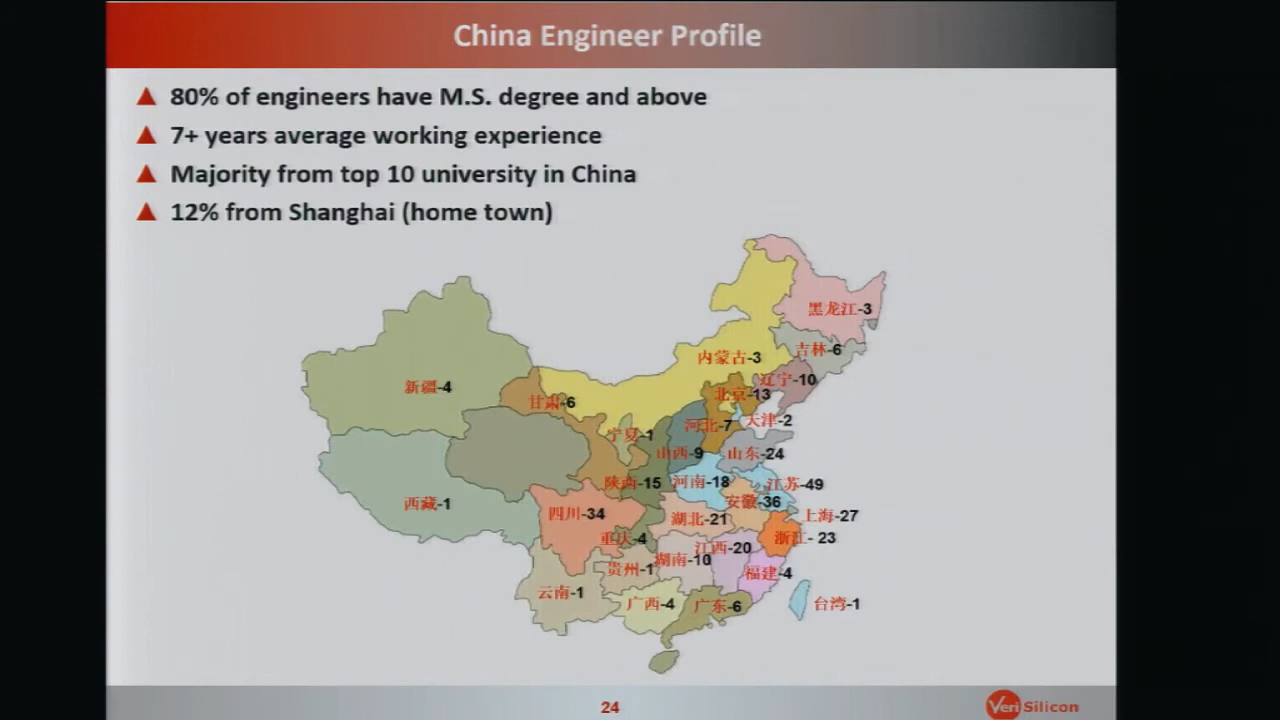 China Engineer Profile
80% of engineers have M.S. degree and above
7+ years average working experience
Majority from top 10 university in China
12% from Shanghai (home town)
黑龙江-3
吉林-6
内蒙古-3
辽宁-10
新疆-4
北京-13
甘肃-6
天津-2
河北-7
宁夏-1
山西-9
山东-24
陕西-15
河南-18
江苏-49
西藏-1
安徽-36
四川-34
湖北-21
上海-27
重庆-4
浙江- 23
江西-20
湖南-10
贵州-1
福建-4
云南-1
广西-4
广东-6
台湾-1
24
VeriSilicon